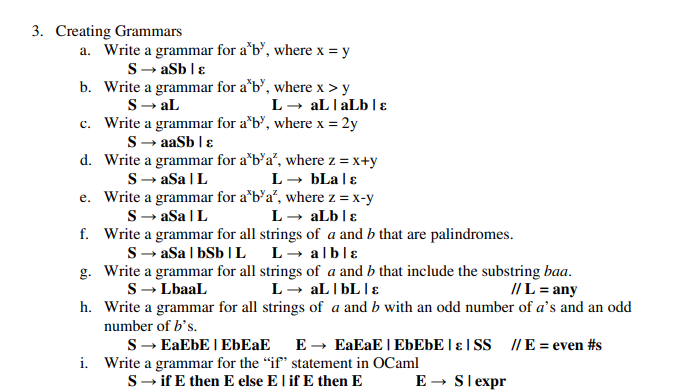 3. Creating Grammars
a. Write a grammar for aˣbʸ, where x = y
S → aSb | ε
b. Write a grammar for aˣbʸ, where x > y
S → aL L → aL | aLb | ε
c. Write a grammar for aˣbʸ, where x = 2y
S → aaSb | ε
d. Write a grammar for aˣbʸaᶻ, where z = x+y
S → aSa | L L → bLa | ε
e. Write a grammar for aˣbʸaᶻ, where z = x-y
S → aSa | L L → aLb | ε
f. Write a grammar for all strings of a and b that are palindromes.
S → aSa | bSb | L L → a | b | ε
g. Write a grammar for all strings of a and b that include the substring baa.
S → LbaaL L → aL | bL | ε // L = any
h. Write a grammar for all strings of a and b with an odd number of a's and an odd
number of b's.
S → EaEbE | EbEaE E → EaEaE | EbEbE | ε | SS // E = even #s
i. Write a grammar for the “if” statement in OCaml
S → if E then E else E | if E then E E → S | expr